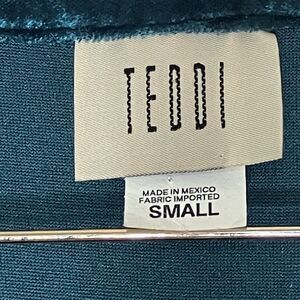 TEDDI
MADE IN MEXICO
FABRIC IMPORTED
SMALL